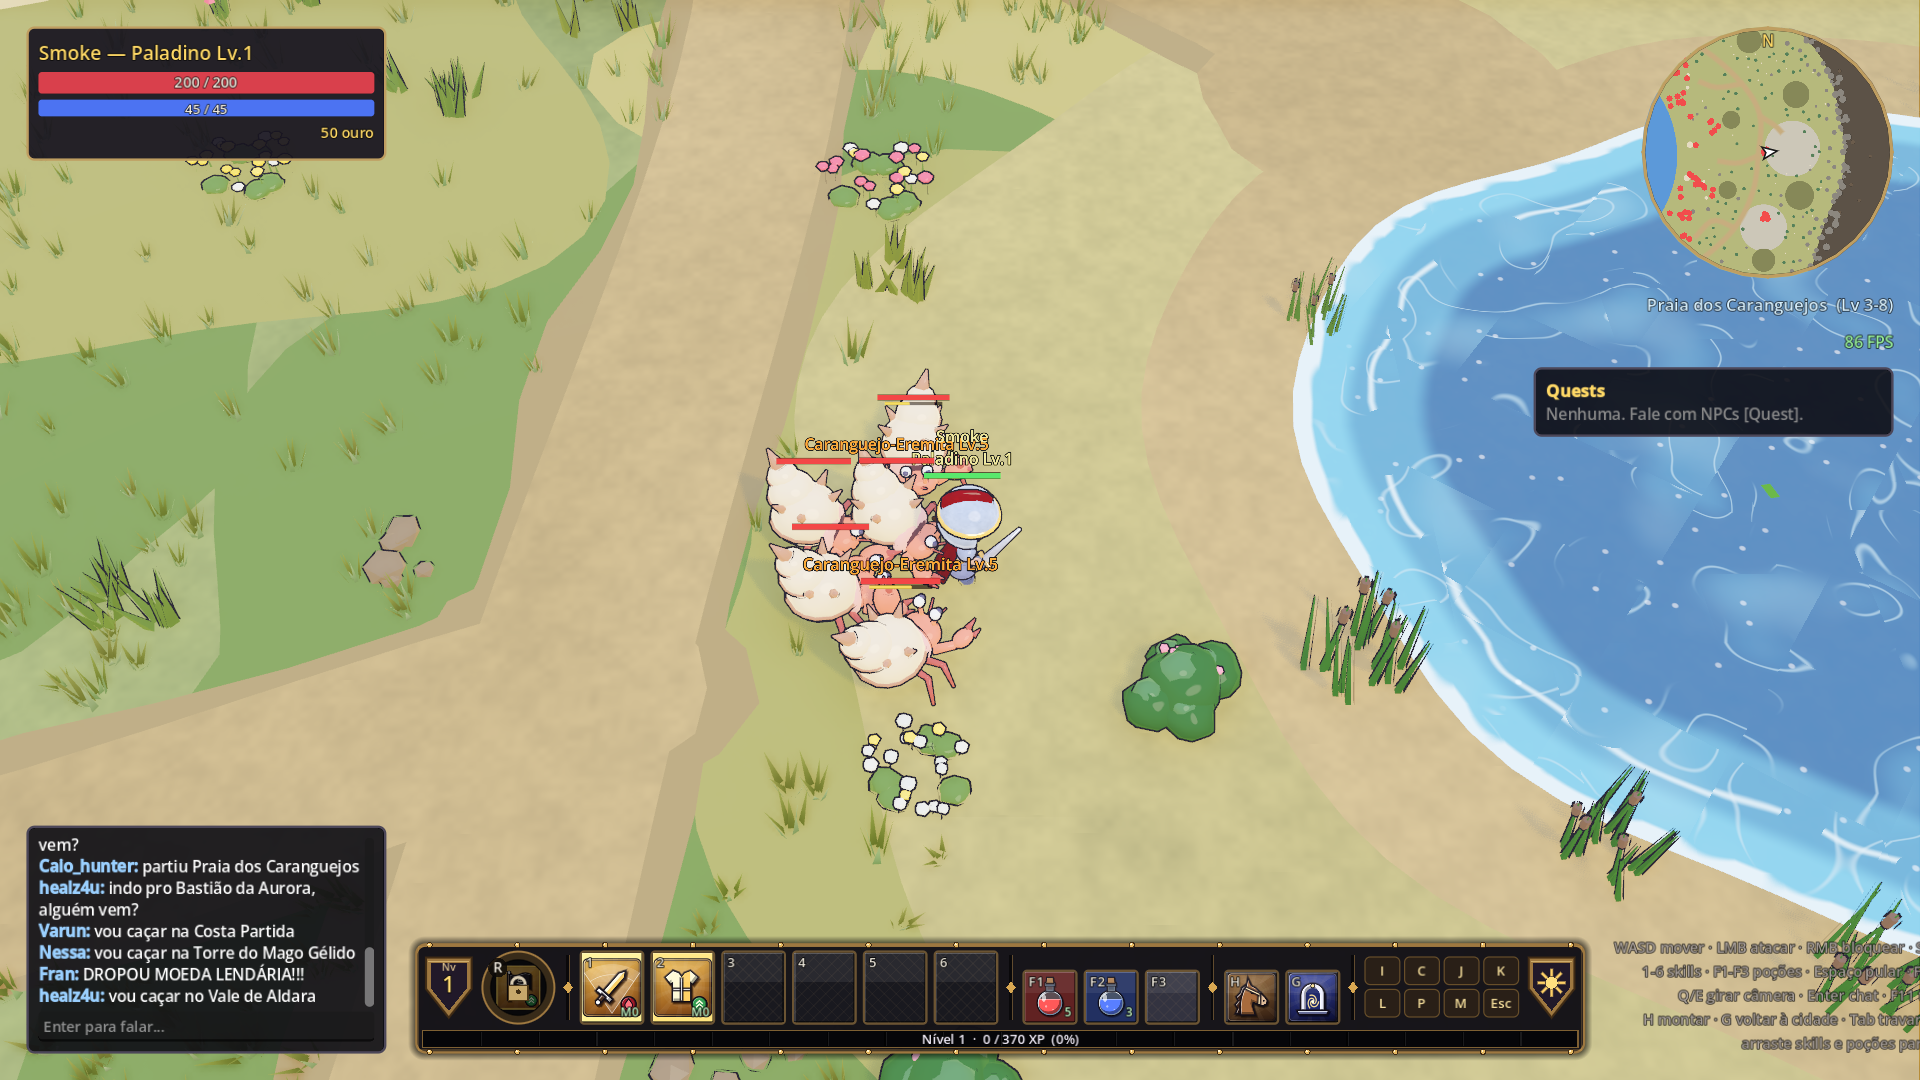 Smoke — Paladino Lv.1
200 / 200
45 / 45
50 ouro
N
Praia dos Caranguejos (Lv 3-8)
86 FPS
Quests
Nenhuma. Fale com NPCs [Quest].
Caranguejo-Eremita Lv.5
Smoke
Paladino Lv.1
Caranguejo-Eremita Lv.5
vem?
Calo_hunter: partiu Praia dos Caranguejos
healz4u: indo pro Bastião da Aurora,
alguém vem?
Varun: vou caçar na Costa Partida
Nessa: vou caçar na Torre do Mago Gélido
Fran: DROPOU MOEDA LENDÁRIA!!!
healz4u: vou caçar no Vale de Aldara
Enter para falar...
Nv
1
R
1
M0
2
M0
3
4
5
6
F1
5
F2
3
F3
H
G
I
C
J
K
L
P
M
Esc
Nível 1 · 0 / 370 XP (0%)
WASD mover · LMB atacar · RMB bloquear ·
1-6 skills · F1-F3 poções · Espaço pular ·
Q/E girar câmera · Enter chat ·
H montar · G voltar à cidade · Tab
arraste skills e poções